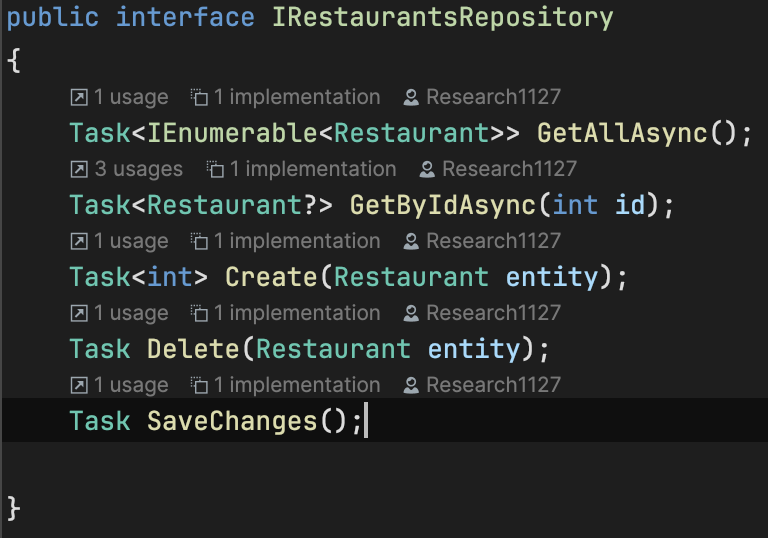 public interface IRestaurantsRepository
{
1 usage 1 implementation Research1127
Task<IEnumerable<Restaurant>> GetAllAsync();
3 usages 1 implementation Research1127
Task<Restaurant?> GetByIdAsync(int id);
1 usage 1 implementation Research1127
Task<int> Create(Restaurant entity);
1 usage 1 implementation Research1127
Task Delete(Restaurant entity);
1 usage 1 implementation Research1127
Task SaveChanges();
}